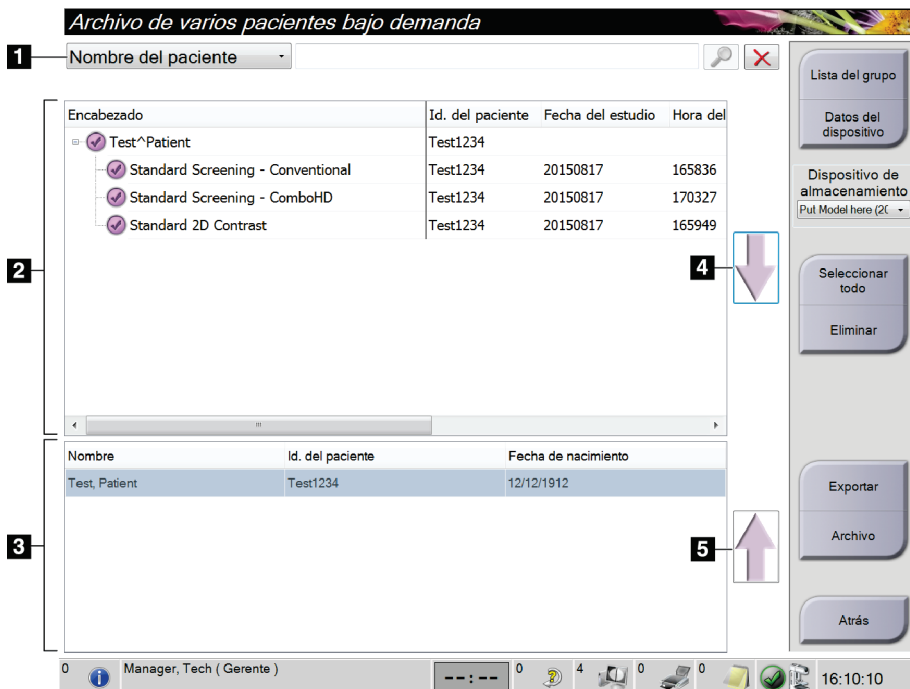 Archivo de varios pacientes bajo demanda
1
Nombre del paciente
Lista del grupo
Datos del
dispositivo
Dispositivo de
almacenamiento
Put Model here (20
2
Encabezado Id. del paciente Fecha del estudio Hora del
Test^Patient Test1234
Standard Screening - Conventional Test1234 20150817 165836
Standard Screening - ComboHD Test1234 20150817 170327
Standard 2D Contrast Test1234 20150817 165949
4
Seleccionar
todo
Eliminar
3
Nombre Id. del paciente Fecha de nacimiento
Test, Patient Test1234 12/12/1912
5
Exportar
Archivo
Atrás
0 Manager, Tech ( Gerente ) --:-- 0 4 0 0 16:10:10